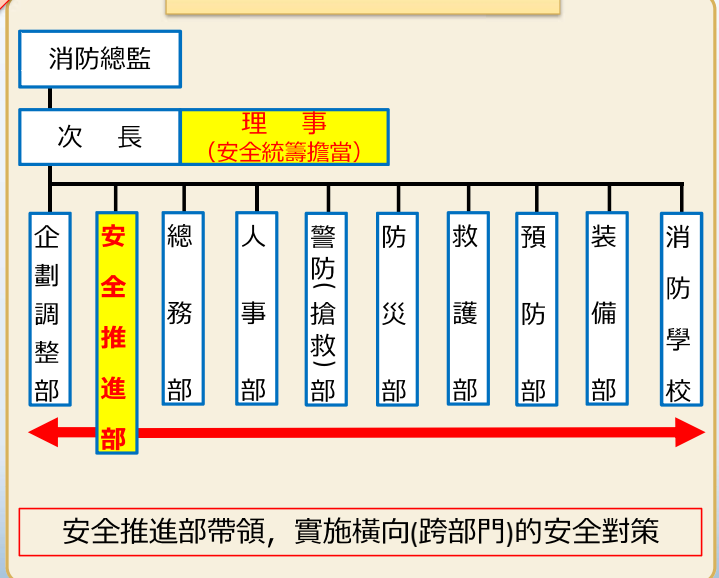 消防總監
次 長
理 事
（安全統籌擔當）
企劃調整部
安全推進部
總務部
人事部
警防(搶救)部
防災部
救護部
預防部
装備部
消防學校
安全推進部帶領，實施橫向(跨部門)的安全對策